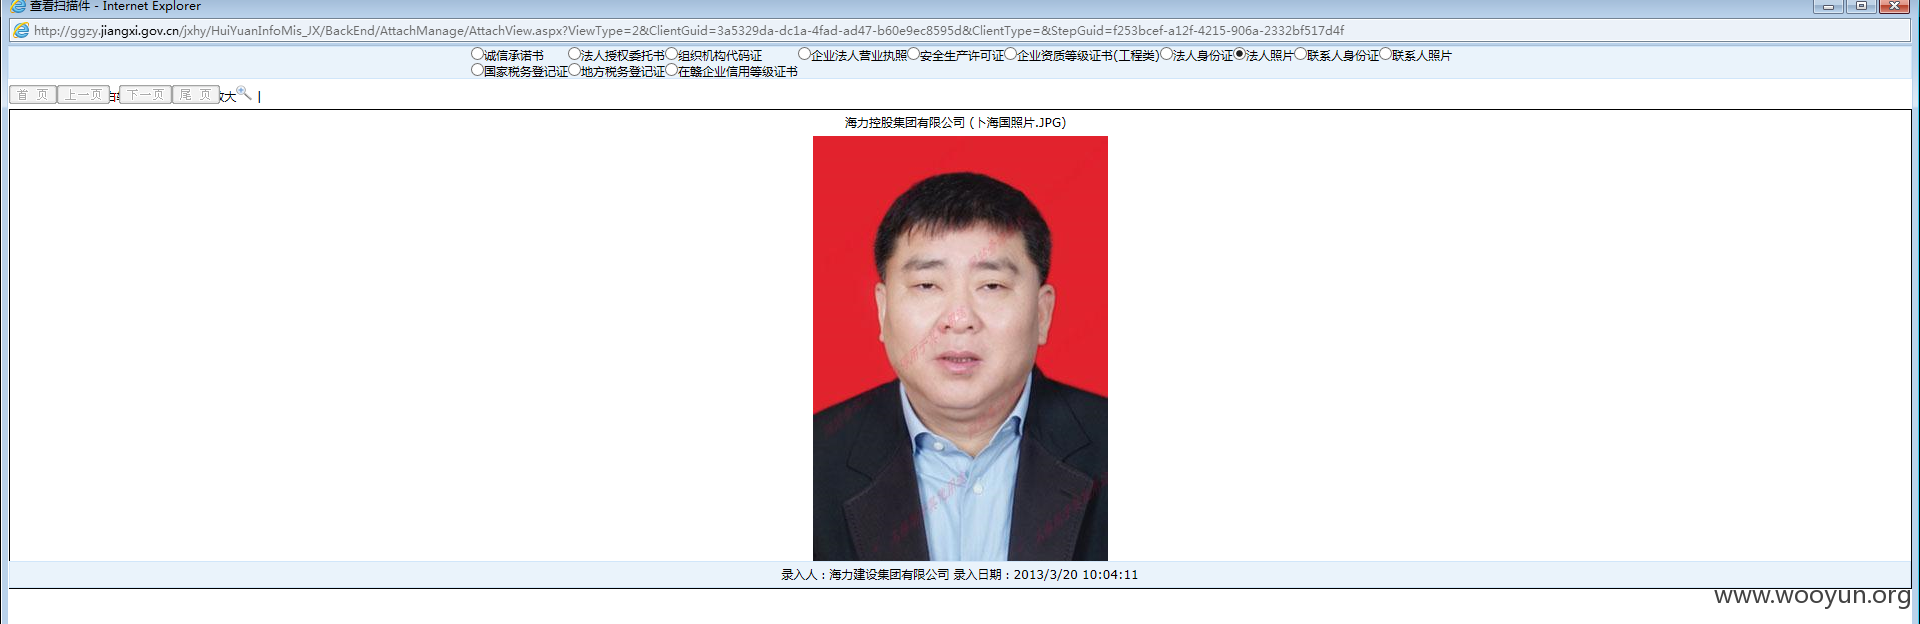 查看扫描件 - Internet Explorer
http://ggzy.jiangxi.gov.cn/jxhy/HuiYuanInfoMis_JX/BackEnd/AttachManage/AttachView.aspx?ViewType=2&ClientGuid=3a5329da-dc1a-4fad-ad47-b60e9ec8595d&ClientType=&StepGuid=f253bcef-a12f-4215-906a-2332bf517d4f
诚信承诺书 法人授权委托书 组织机构代码证 企业法人营业执照 安全生产许可证 企业资质等级证书(工程类) 法人身份证 法人照片 联系人身份证 联系人照片
国家税务登记证 地方税务登记证 在赣企业信用等级证书
首 页 上一页 下一页 尾 页 大 |
海力控股集团有限公司 (卜海国照片.JPG)
录入人：海力建设集团有限公司 录入日期：2013/3/20 10:04:11
www.wooyun.org